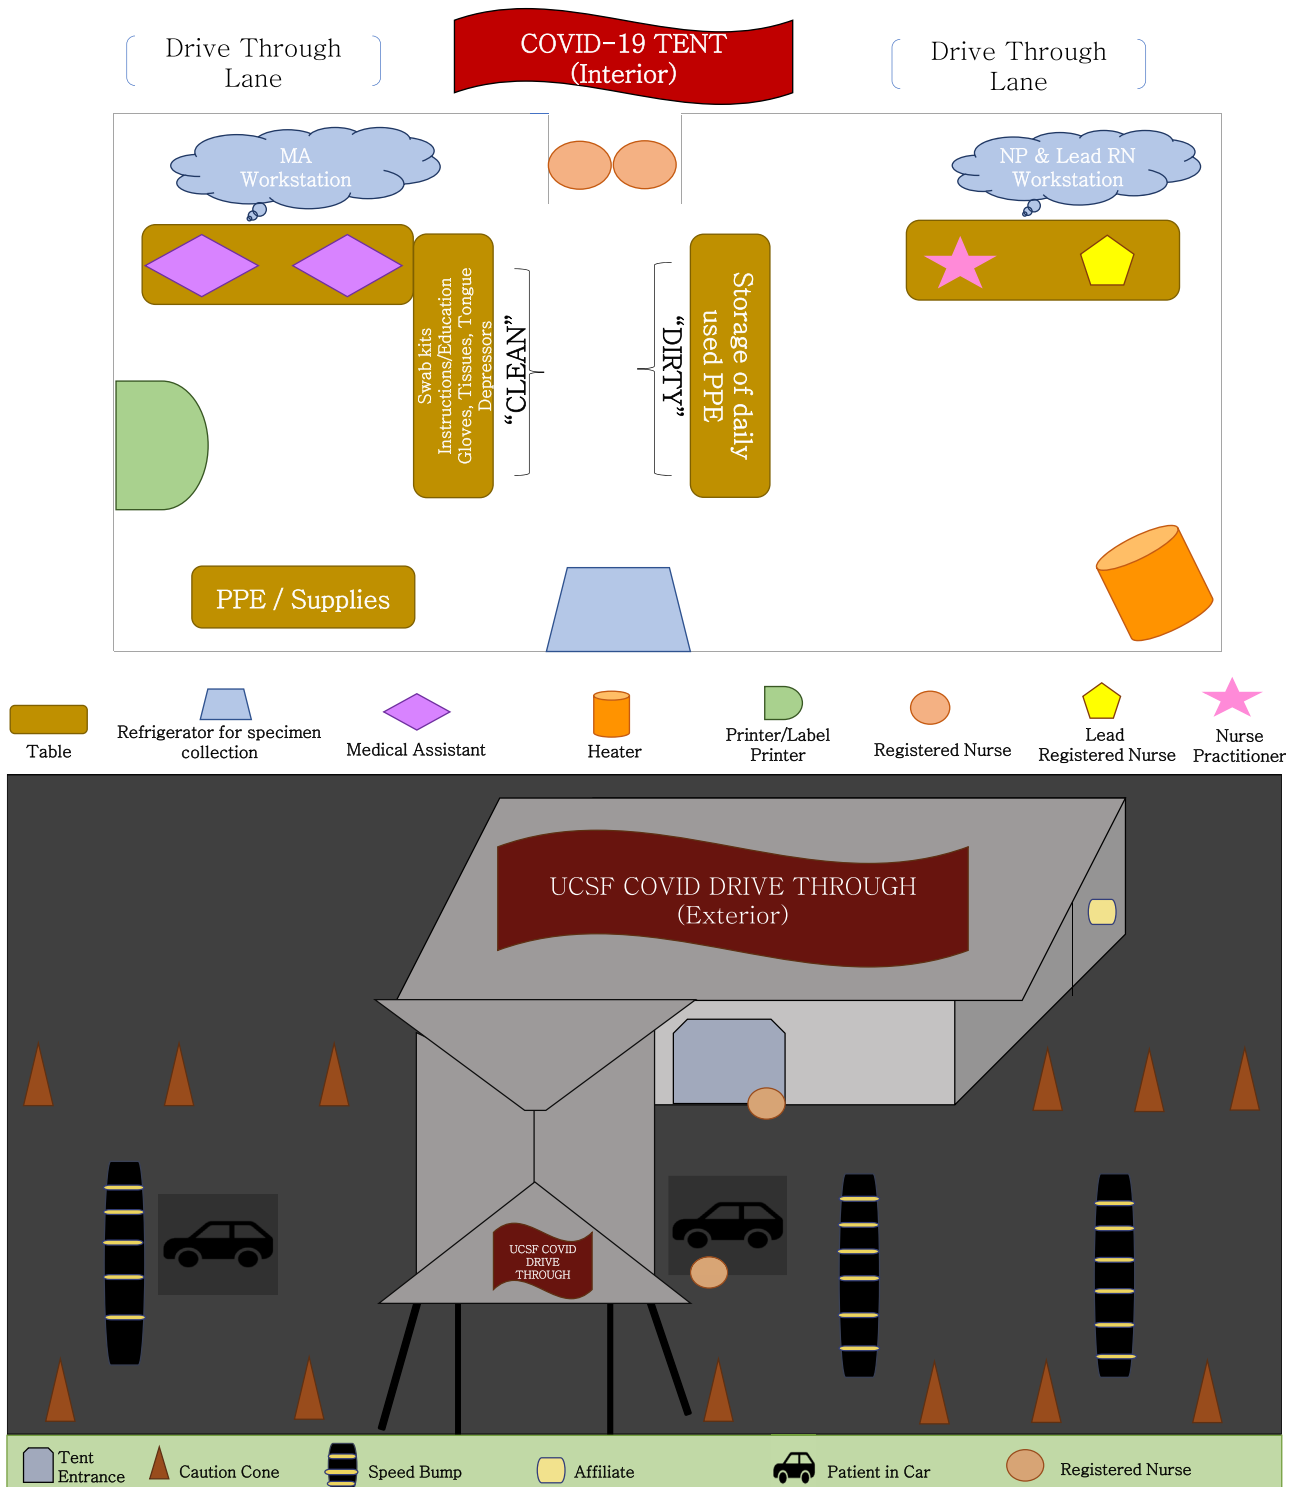 Drive Through
Lane
COVID-19 TENT
(Interior)
Drive Through
Lane
MA
Workstation
NP & Lead RN
Workstation
Swab kits
Instructions/Education
Gloves, Tissues, Tongue
Depressors
“CLEAN”
“DIRTY”
Storage of daily
used PPE
PPE / Supplies
Table
Refrigerator for specimen
collection
Medical Assistant
Heater
Printer/Label
Printer
Registered Nurse
Lead
Registered Nurse
Nurse
Practitioner
UCSF COVID DRIVE THROUGH
(Exterior)
UCSF COVID
DRIVE
THROUGH
Tent
Entrance
Caution Cone
Speed Bump
Affiliate
Patient in Car
Registered Nurse